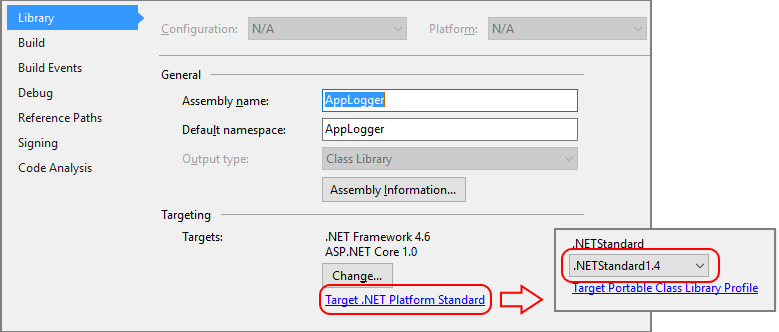 Library
Build
Build Events
Debug
Reference Paths
Signing
Code Analysis
Configuration: N/A Platform: N/A
General
Assembly name: AppLogger
Default namespace: AppLogger
Output type: Class Library
Assembly Information...
Targeting
Targets: .NET Framework 4.6
ASP.NET Core 1.0
Change...
Target .NET Platform Standard
.NETStandard
.NETStandard1.4
Target Portable Class Library Profile